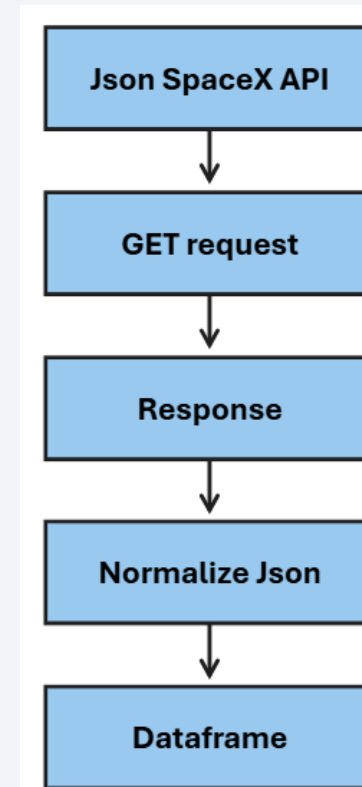 Json SpaceX API
GET request
Response
Normalize Json
Dataframe